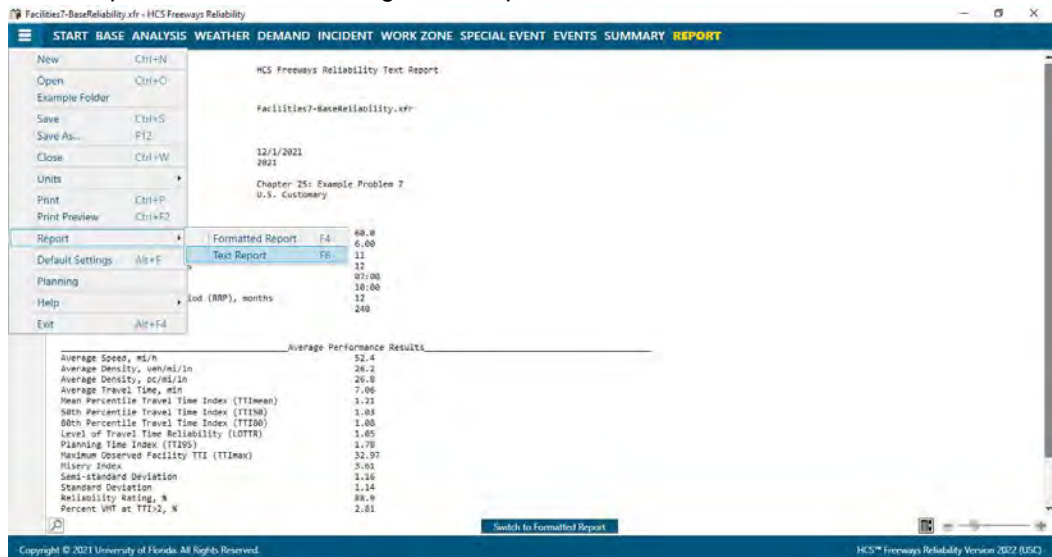 Facilities7-BaseReliability.xfr - HCS Freeways Reliability
START BASE ANALYSIS WEATHER DEMAND INCIDENT WORK ZONE SPECIAL EVENT EVENTS SUMMARY REPORT
New Ctrl+N
Open Ctrl+O
Example Folder
Save Ctrl+S
Save As... F12
Close Ctrl+W
Units
Print Ctrl+P
Print Preview Ctrl+F2
Report
Default Settings Alt+F
Planning
Help
Exit Alt+F4
Formatted Report F4
Text Report F6
HCS Freeways Reliability Text Report
Facilities7-BaseReliability.xfr
12/1/2021
2021
Chapter 25: Example Problem 7
U.S. Customary
60.0
6.00
11
12
07:00
10:00
iod (RRP), months 12
240
Average Performance Results
Average Speed, mi/h 52.4
Average Density, veh/mi/ln 26.2
Average Density, pc/mi/ln 26.8
Average Travel Time, min 7.06
Mean Percentile Travel Time Index (TTImean) 1.21
50th Percentile Travel Time Index (TTI50) 1.03
80th Percentile Travel Time Index (TTI80) 1.08
Level of Travel Time Reliability (LOTTR) 1.05
Planning Time Index (TTI95) 1.78
Maximum Observed Facility TTI (TTImax) 32.97
Misery Index 5.61
Semi-standard Deviation 1.16
Standard Deviation 1.14
Reliability Rating, % 88.9
Percent VMT at TTI>2, % 2.81
Switch to Formatted Report
Copyright © 2021 University of Florida. All Rights Reserved.
HCS™ Freeways Reliability Version 2022 (USC)